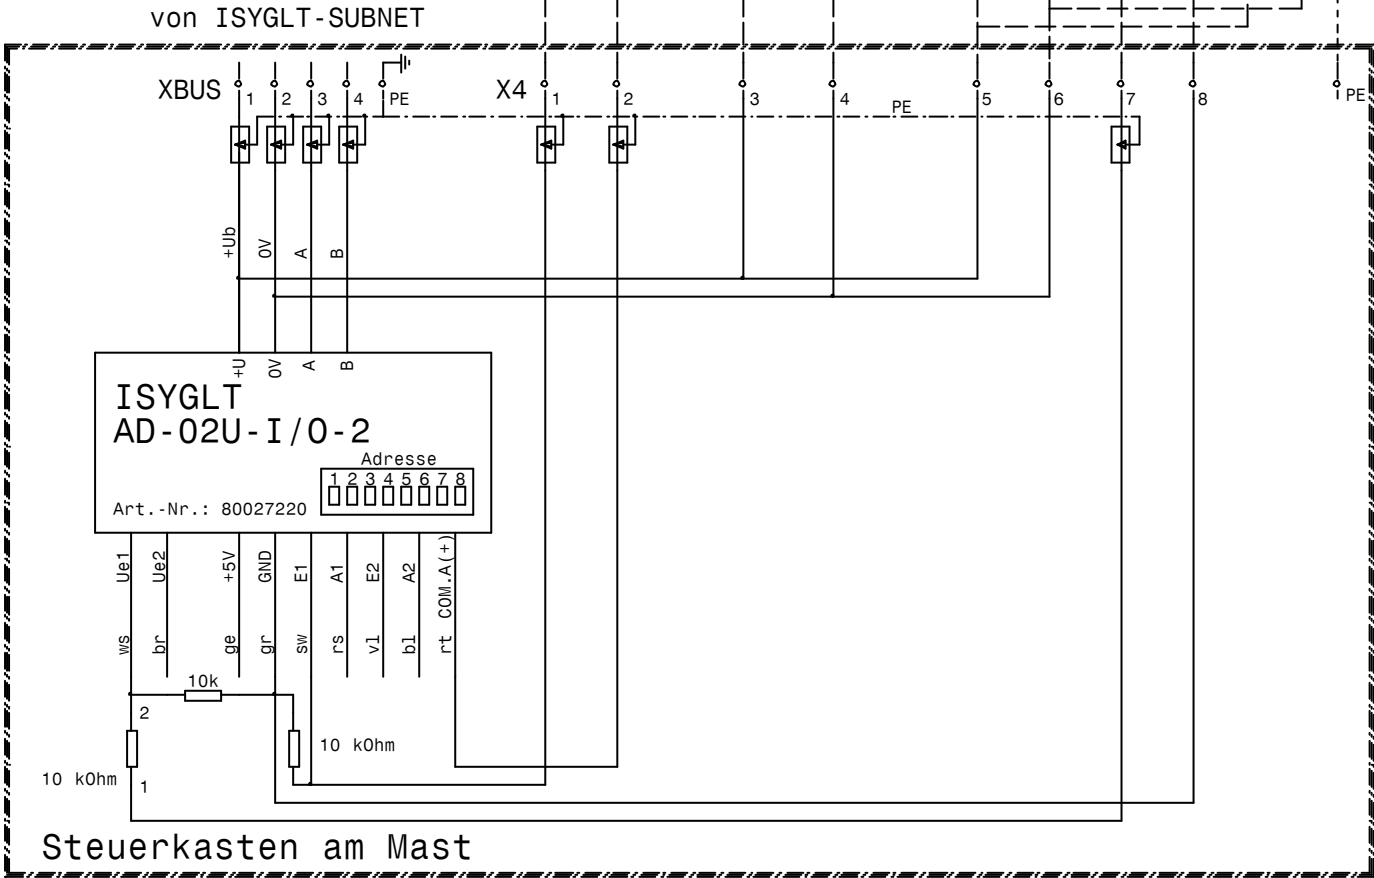 von ISYGLT-SUBNET
XBUS 1 2 3 4 PE X4 1 2 3 4 PE 5 6 7 8 PE
+Ub 0V A B
+U 0V A B
ISYGLT
AD-02U-I/O-2
Adresse
1 2 3 4 5 6 7 8
Art.-Nr.: 80027220
Ue1 Ue2 +5V GND E1 A1 E2 A2 COM.A(+)
ws br ge gr sw rs vl bl rt
10k
2
10 kOhm
10 kOhm 1
Steuerkasten am Mast